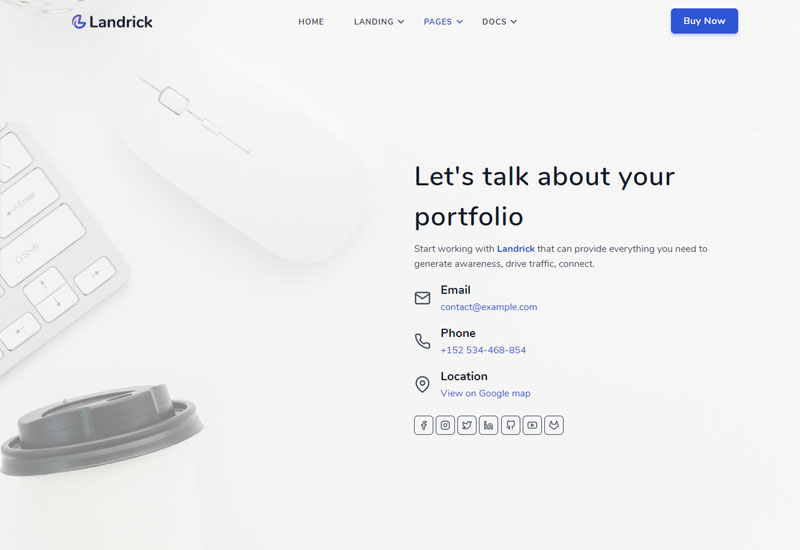 Landrick
HOME
LANDING
PAGES
DOCS
Buy Now
Enter
Shift
Let's talk about your
portfolio
Start working with Landrick that can provide everything you need to
generate awareness, drive traffic, connect.
Email
contact@example.com
Phone
+152 534-468-854
Location
View on Google map